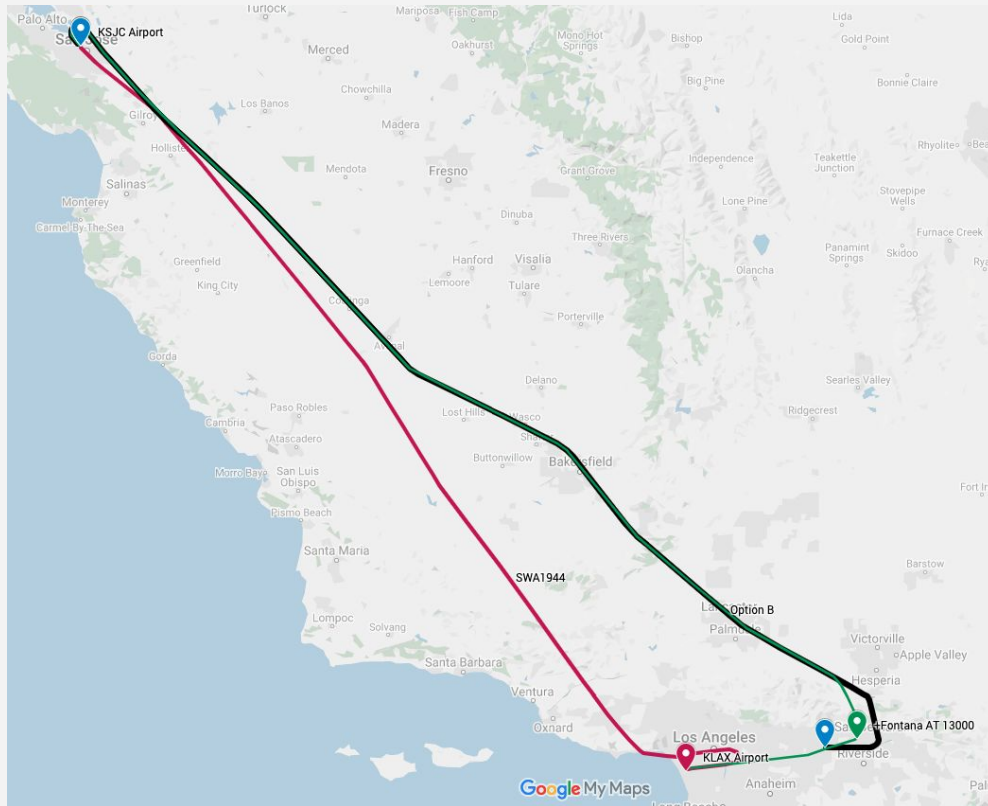 Turlock
Mariposa
Fish Camp
Mono Hot
Springs
Lida
Gold Point
Palo Alto
KSJC Airport
Merced
Oakhurst
Bishop
Big Pine
Bonnie Claire
Chowchilla
Los Banos
Gilroy
Madera
Hollister
Mendota
Fresno
Grant Grove
Independence
Teakettle
Junction
Rhyolite
Salinas
Lone Pine
Stovepipe
Wells
Monterey
Carmel By The Sea
Dinuba
Three Rivers
Furnace Creek
Greenfield
Hanford
Visalia
Panamint
Springs
Skidoo
King City
Lemoore
Tulare
Olancha
Coalinga
Porterville
Avenal
Gorda
Delano
Searles Valley
Paso Robles
Lost Hills
Wasco
Ridgecrest
Cambria
Atascadero
Buttonwillow
Bakersfield
Morro Bay
San Luis
Obispo
Fort
Pismo Beach
Santa Maria
SWA1944
Barstow
Option B
Lompoc
Solvang
Palmdale
Victorville
Apple Valley
Santa Barbara
Hesperia
Ventura
Oxnard
+Fontana AT 13000
Los Angeles
KLAX Airport
Riverside
Anaheim
Google My Maps
Long Beach